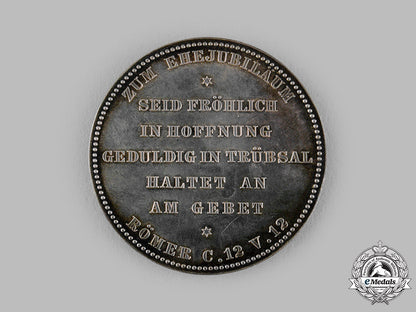 ZUM EHEJUBILÄUM
SEID FRÖHLICH
IN HOFFNUNG
GEDULDIG IN TRÜBSAL
HALTET AN
AM GEBET
RÖMER C. 12 V. 12
eMedals